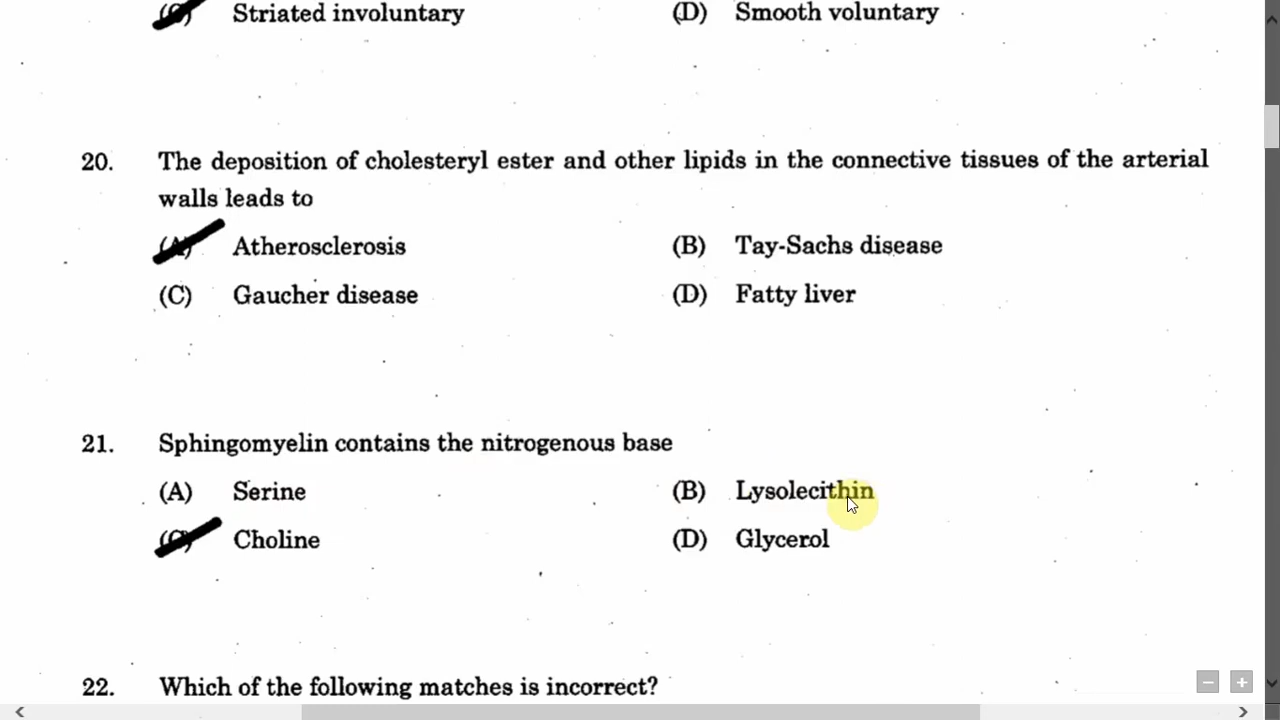 Striated involuntary (D) Smooth voluntary
20. The deposition of cholesteryl ester and other lipids in the connective tissues of the arterial
walls leads to
(A) Atherosclerosis (B) Tay-Sachs disease
(C) Gaucher disease (D) Fatty liver
21. Sphingomyelin contains the nitrogenous base
(A) Serine (B) Lysolecithin
(C) Choline (D) Glycerol
22. Which of the following matches is incorrect?